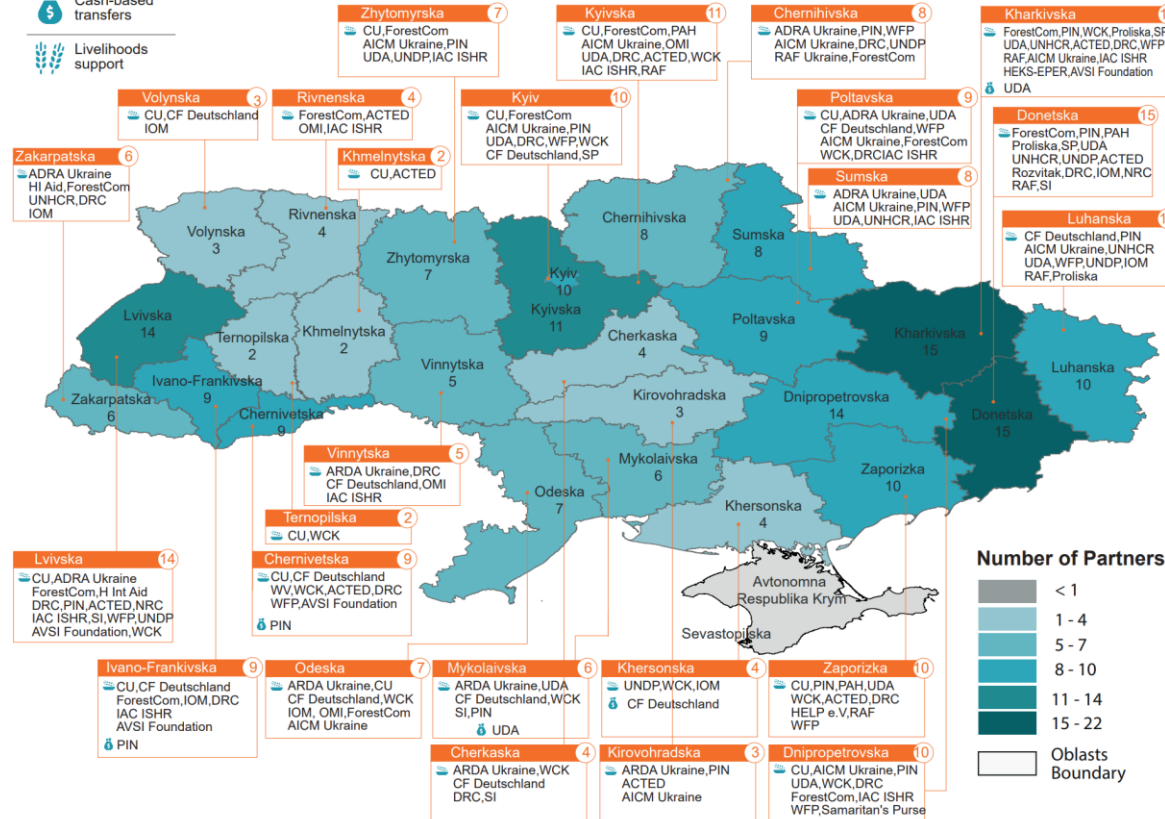 Cash-based
transfers
Livelihoods
support
Zhytomyrska 7
CU,ForestCom
AICM Ukraine,PIN
UDA,UNDP,IAC ISHR
Kyivska 11
CU,ForestCom,PAH
AICM Ukraine,OMI
UDA,DRC,ACTED,WCK
IAC ISHR,RAF
Chernihivska 8
ADRA Ukraine,PIN,WFP
AICM Ukraine,DRC,UNDP
RAF Ukraine,ForestCom
Kharkivska
ForestCom,PIN,WCK,Proliska,SP
UDA,UNHCR,ACTED,DRC,WFP
RAF,AICM Ukraine,IAC ISHR
HEKS-EPER,AVSI Foundation
UDA
Volynska 3
CU,CF Deutschland
IOM
Rivnenska 4
ForestCom,ACTED
OMI,IAC ISHR
Kyiv 10
CU,ForestCom
AICM Ukraine,PIN
UDA,DRC,WFP,WCK
CF Deutschland,SP
Poltavska 9
CU,ADRA Ukraine,UDA
CF Deutschland,WFP
AICM Ukraine,ForestCom
WCK,DRCIAC ISHR
Donetska 15
ForestCom,PIN,PAH
Proliska,SP,UDA
UNHCR,UNDP,ACTED
Rozvitak,DRC,IOM,NRC
RAF,SI
Zakarpatska 6
ADRA Ukraine
HI Aid,ForestCom
UNHCR,DRC
IOM
Khmelnytska 2
CU,ACTED
Sumska 8
ADRA Ukraine,UDA
AICM Ukraine,PIN,WFP
UDA,UNHCR,IAC ISHR
Luhanska
CF Deutschland,PIN
AICM Ukraine,UNHCR
UDA,WFP,UNDP,IOM
RAF,Proliska
Volynska
3
Rivnenska
4
Zhytomyrska
7
Kyiv
10
Kyivska
11
Chernihivska
8
Sumska
8
Lvivska
14
Ternopilska
2
Khmelnytska
2
Vinnytska
5
Cherkaska
4
Poltavska
9
Kharkivska
15
Luhanska
10
Zakarpatska
6
Ivano-Frankivska
9
Chernivetska
9
Kirovohradska
3
Dnipropetrovska
14
Donetska
15
Odeska
7
Mykolaivska
6
Zaporizka
10
Khersonska
4
Avtonomna
Respublika Krym
Sevastopilska
Vinnytska 5
ARDA Ukraine,DRC
CF Deutschland,OMI
IAC ISHR
Ternopilska 2
CU,WCK
Lvivska 14
CU,ADRA Ukraine
ForestCom,H Int Aid
DRC,PIN,ACTED,NRC
IAC ISHR,SI,WFP,UNDP
AVSI Foundation,WCK
Chernivetska 9
CU,CF Deutschland
WV,WCK,ACTED,DRC
WFP,AVSI Foundation
PIN
Number of Partners
< 1
1 - 4
5 - 7
8 - 10
11 - 14
15 - 22
Oblasts
Boundary
Ivano-Frankivska 9
CU,CF Deutschland
ForestCom,IOM,DRC
IAC ISHR
AVSI Foundation
PIN
Odeska 7
ARDA Ukraine,CU
CF Deutschland,WCK
IOM, OMI,ForestCom
AICM Ukraine
Mykolaivska 6
ARDA Ukraine,UDA
CF Deutschland,WCK
SI,PIN
UDA
Khersonska 4
UNDP,WCK,IOM
CF Deutschland
Zaporizka 10
CU,PIN,PAH,UDA
WCK,ACTED,DRC
HELP e.V,RAF
WFP
Cherkaska 4
ARDA Ukraine,WCK
CF Deutschland
DRC,SI
Kirovohradska 3
ARDA Ukraine,PIN
ACTED
AICM Ukraine
Dnipropetrovska 10
CU,AICM Ukraine,PIN
UDA,WCK,DRC
ForestCom,IAC ISHR
WFP,Samaritan's Purse